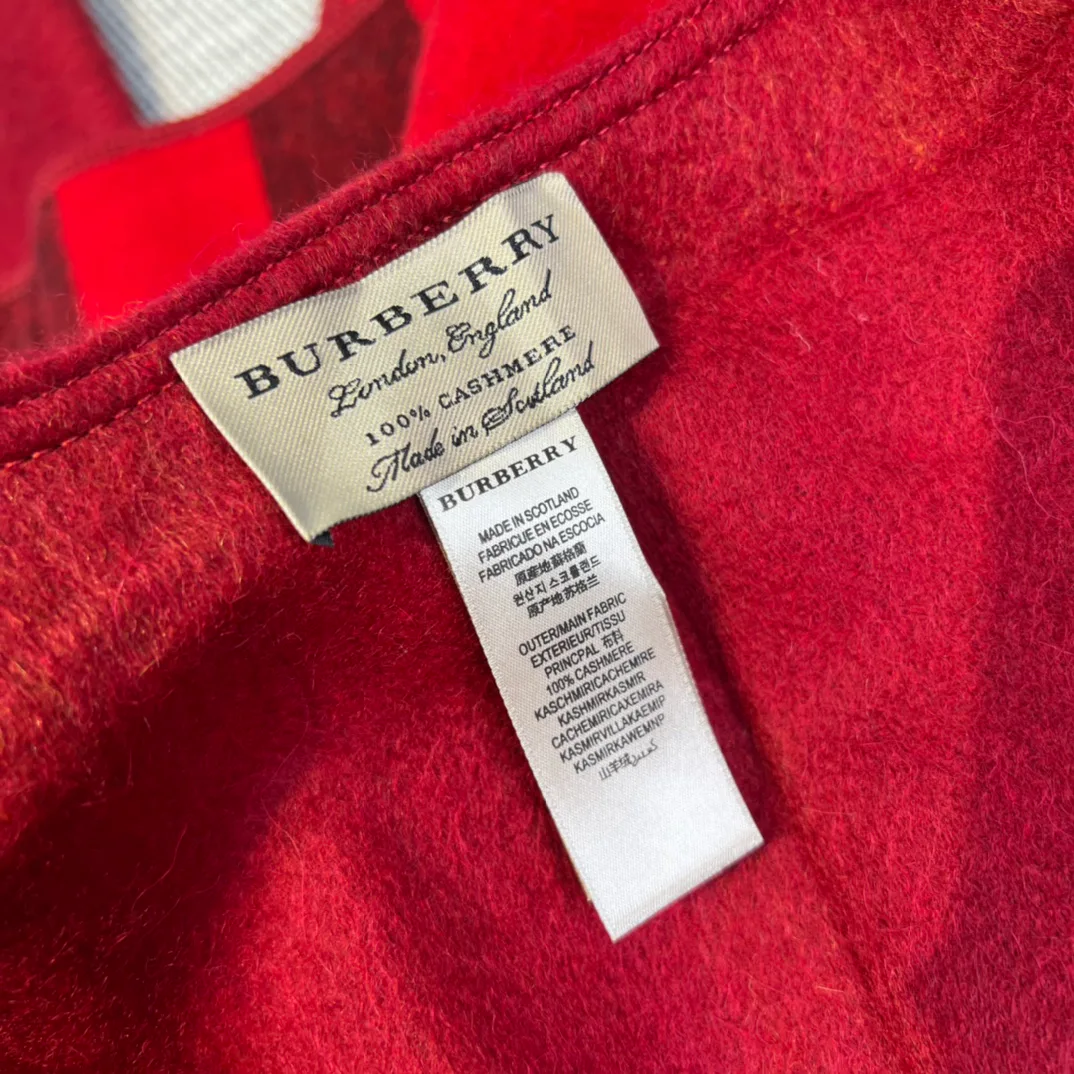 BURBERRY
London, England
100% CASHMERE
Made in Scotland
BURBERRY
MADE IN SCOTLAND
FABRICUE EN ECOSSE
FABRICADO NA ESCOCIA
原産地蘇格蘭
원산지 스코틀랜드
原产地苏格兰
OUTER/MAIN FABRIC
EXTERIEUR/TISSU
PRINCPAL 布料
100% CASHMERE
KASCHMIRICACHEMIRE
KASHMIRKASMIR
CACHEMIRICAXEMIRA
KASMIRVILLAKAEMIP
KASMIRKAWEMNP
山羊绒